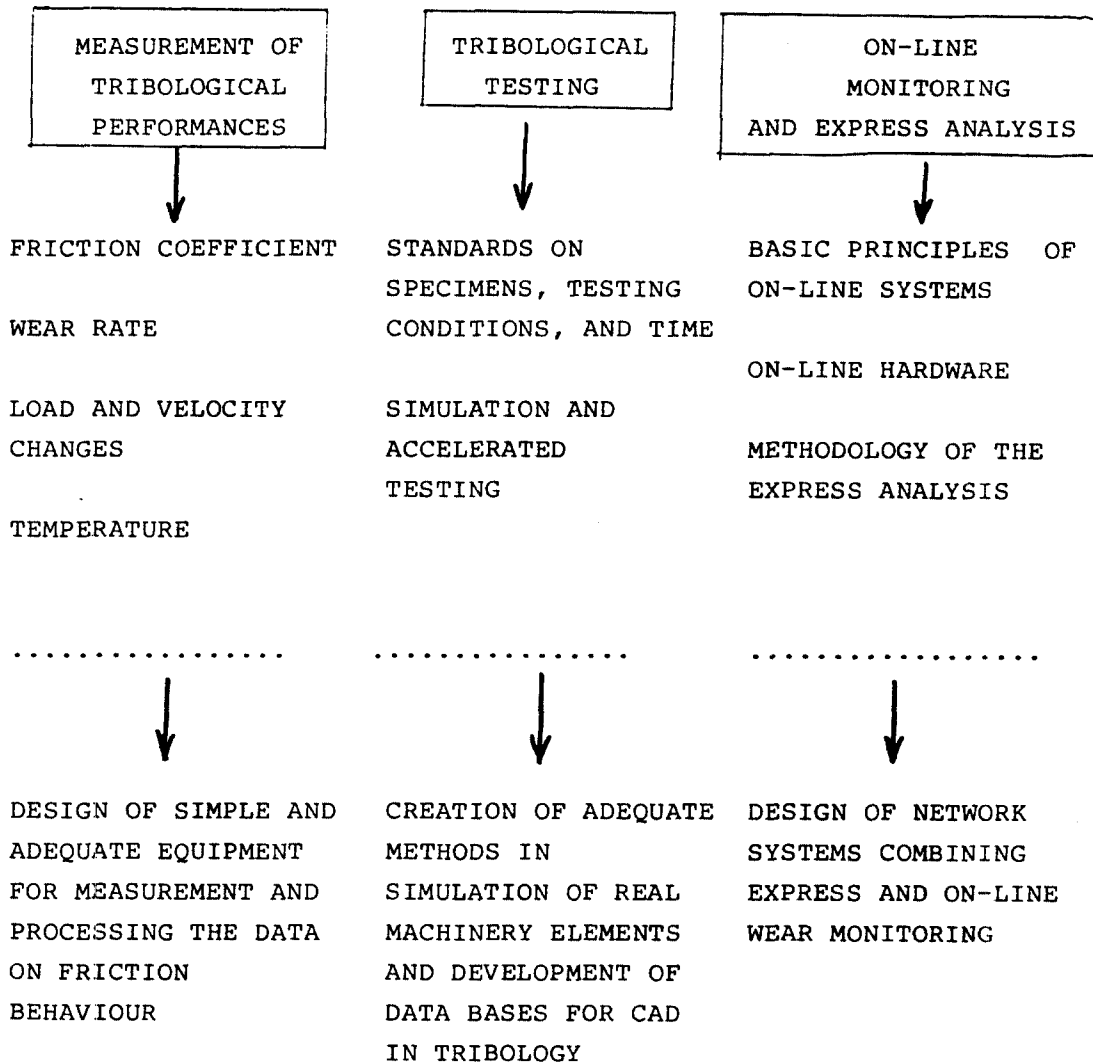 MEASUREMENT OF
TRIBOLOGICAL
PERFORMANCES
FRICTION COEFFICIENT
WEAR RATE
LOAD AND VELOCITY
CHANGES
TEMPERATURE
.................
DESIGN OF SIMPLE AND
ADEQUATE EQUIPMENT
FOR MEASUREMENT AND
PROCESSING THE DATA
ON FRICTION
BEHAVIOUR
TRIBOLOGICAL
TESTING
STANDARDS ON
SPECIMENS, TESTING
CONDITIONS, AND TIME
SIMULATION AND
ACCELERATED
TESTING
................
CREATION OF ADEQUATE
METHODS IN
SIMULATION OF REAL
MACHINERY ELEMENTS
AND DEVELOPMENT OF
DATA BASES FOR CAD
IN TRIBOLOGY
ON-LINE
MONITORING
AND EXPRESS ANALYSIS
BASIC PRINCIPLES OF
ON-LINE SYSTEMS
ON-LINE HARDWARE
METHODOLOGY OF THE
EXPRESS ANALYSIS
..................
DESIGN OF NETWORK
SYSTEMS COMBINING
EXPRESS AND ON-LINE
WEAR MONITORING